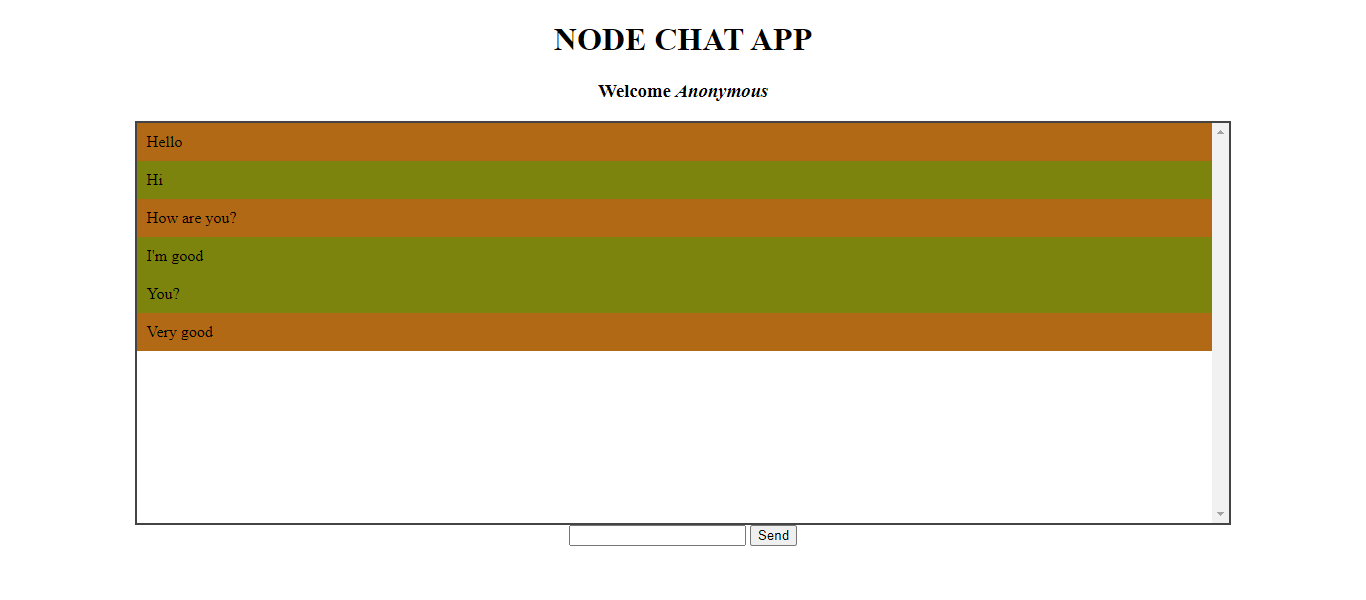 NODE CHAT APP
Welcome Anonymous
Hello
Hi
How are you?
I'm good
You?
Very good
Send